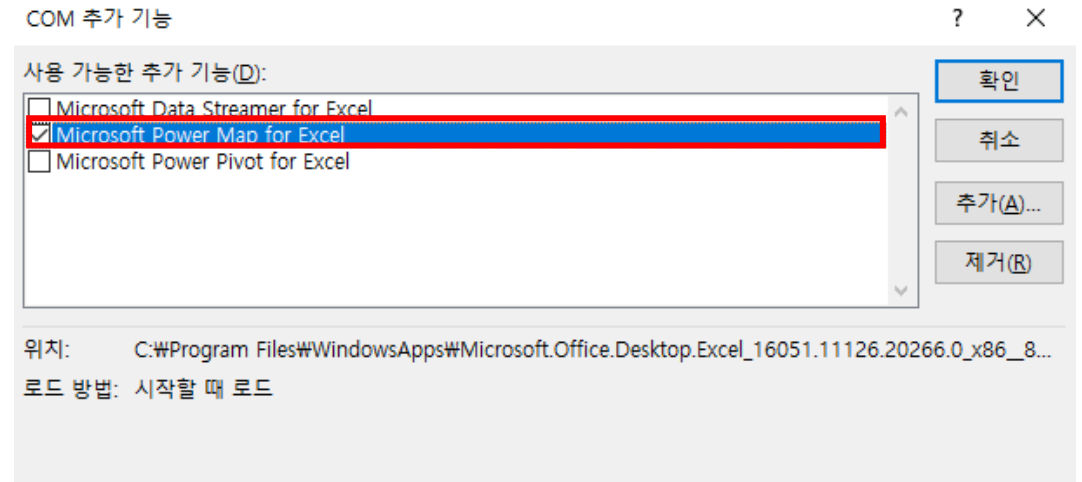 COM 추가 기능
사용 가능한 추가 기능(D):
Microsoft Data Streamer for Excel
Microsoft Power Map for Excel
Microsoft Power Pivot for Excel
확인
취소
추가(A)...
제거(R)
위치: C:₩Program Files₩WindowsApps₩Microsoft.Office.Desktop.Excel_16051.11126.20266.0_x86__8...
로드 방법: 시작할 때 로드